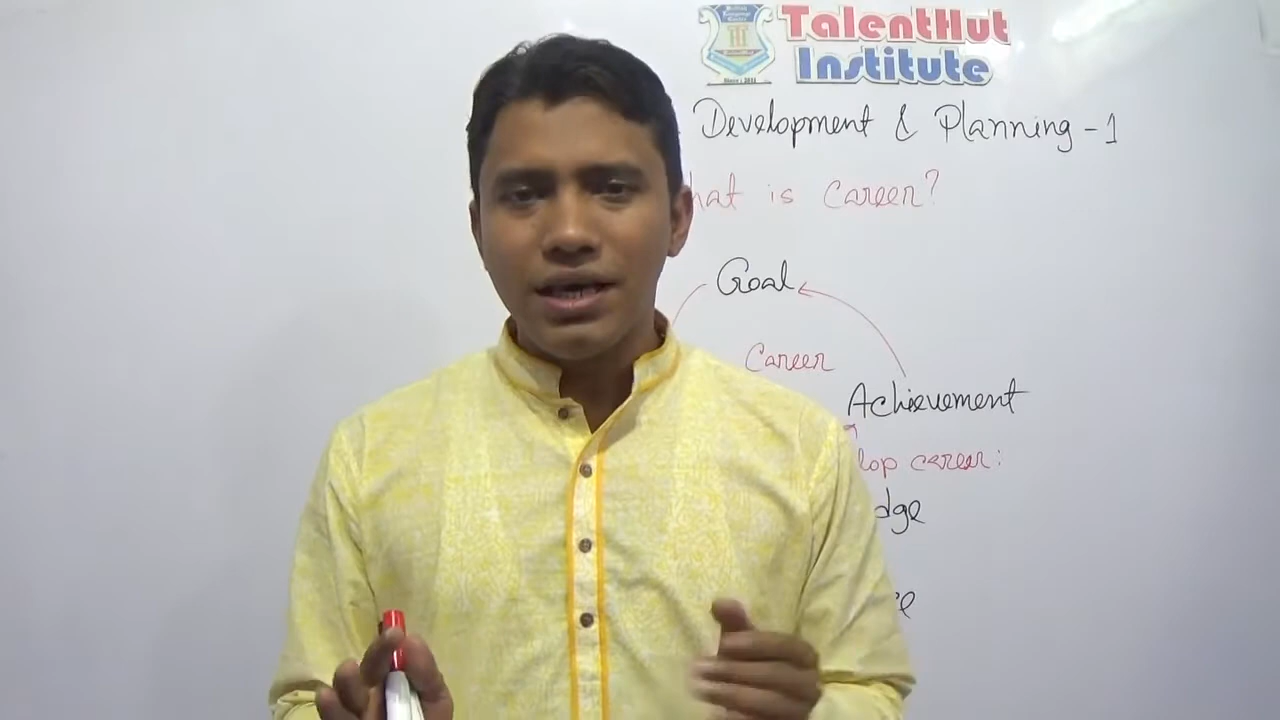 TalentHut
Institute
Development & Planning - 1
hat is career?
Goal
Career
Achievement
lop career:
dge